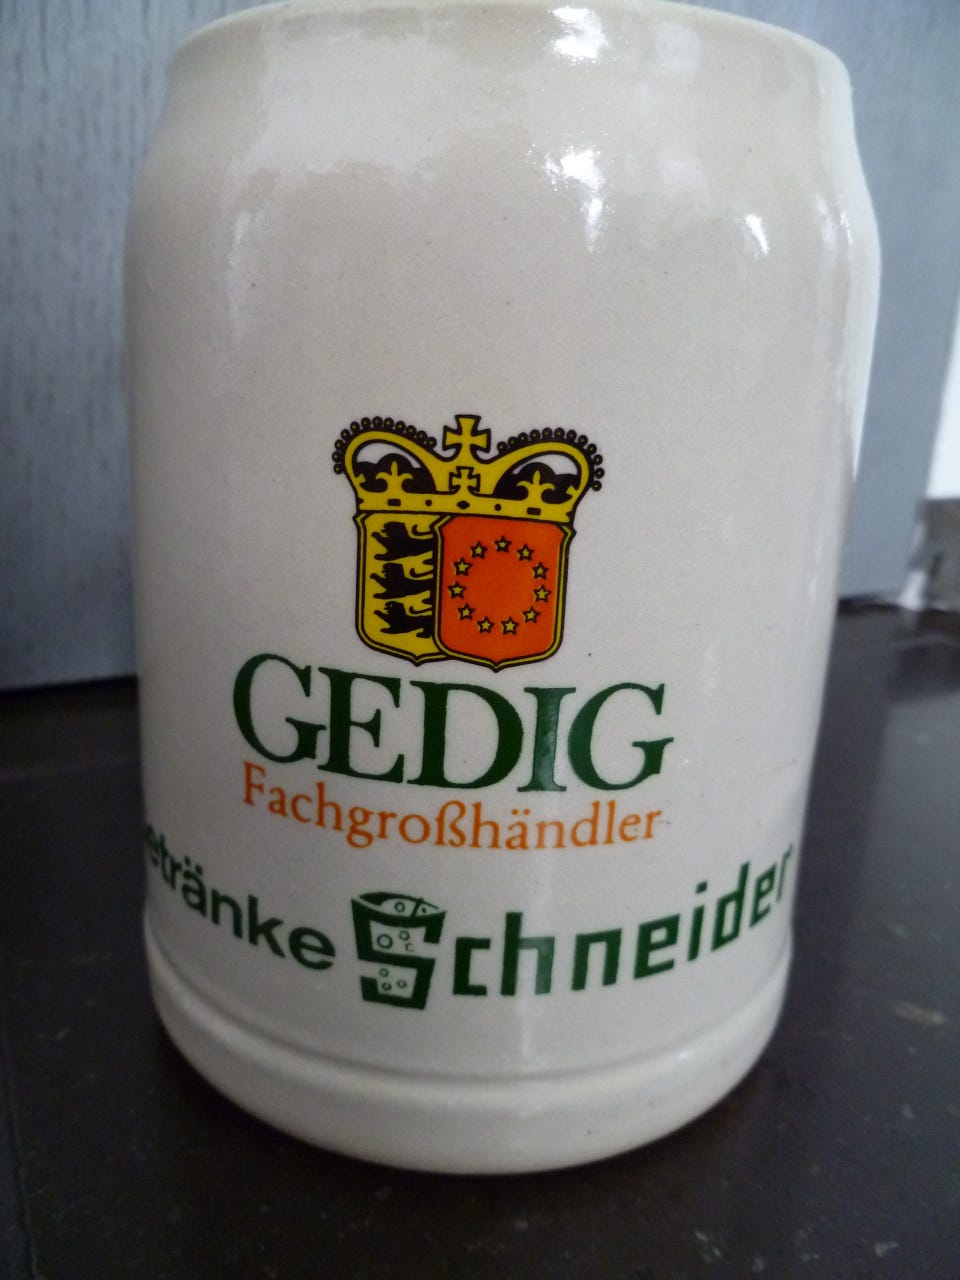 GEDIG
Fachgroßhändler
etränke Schneider